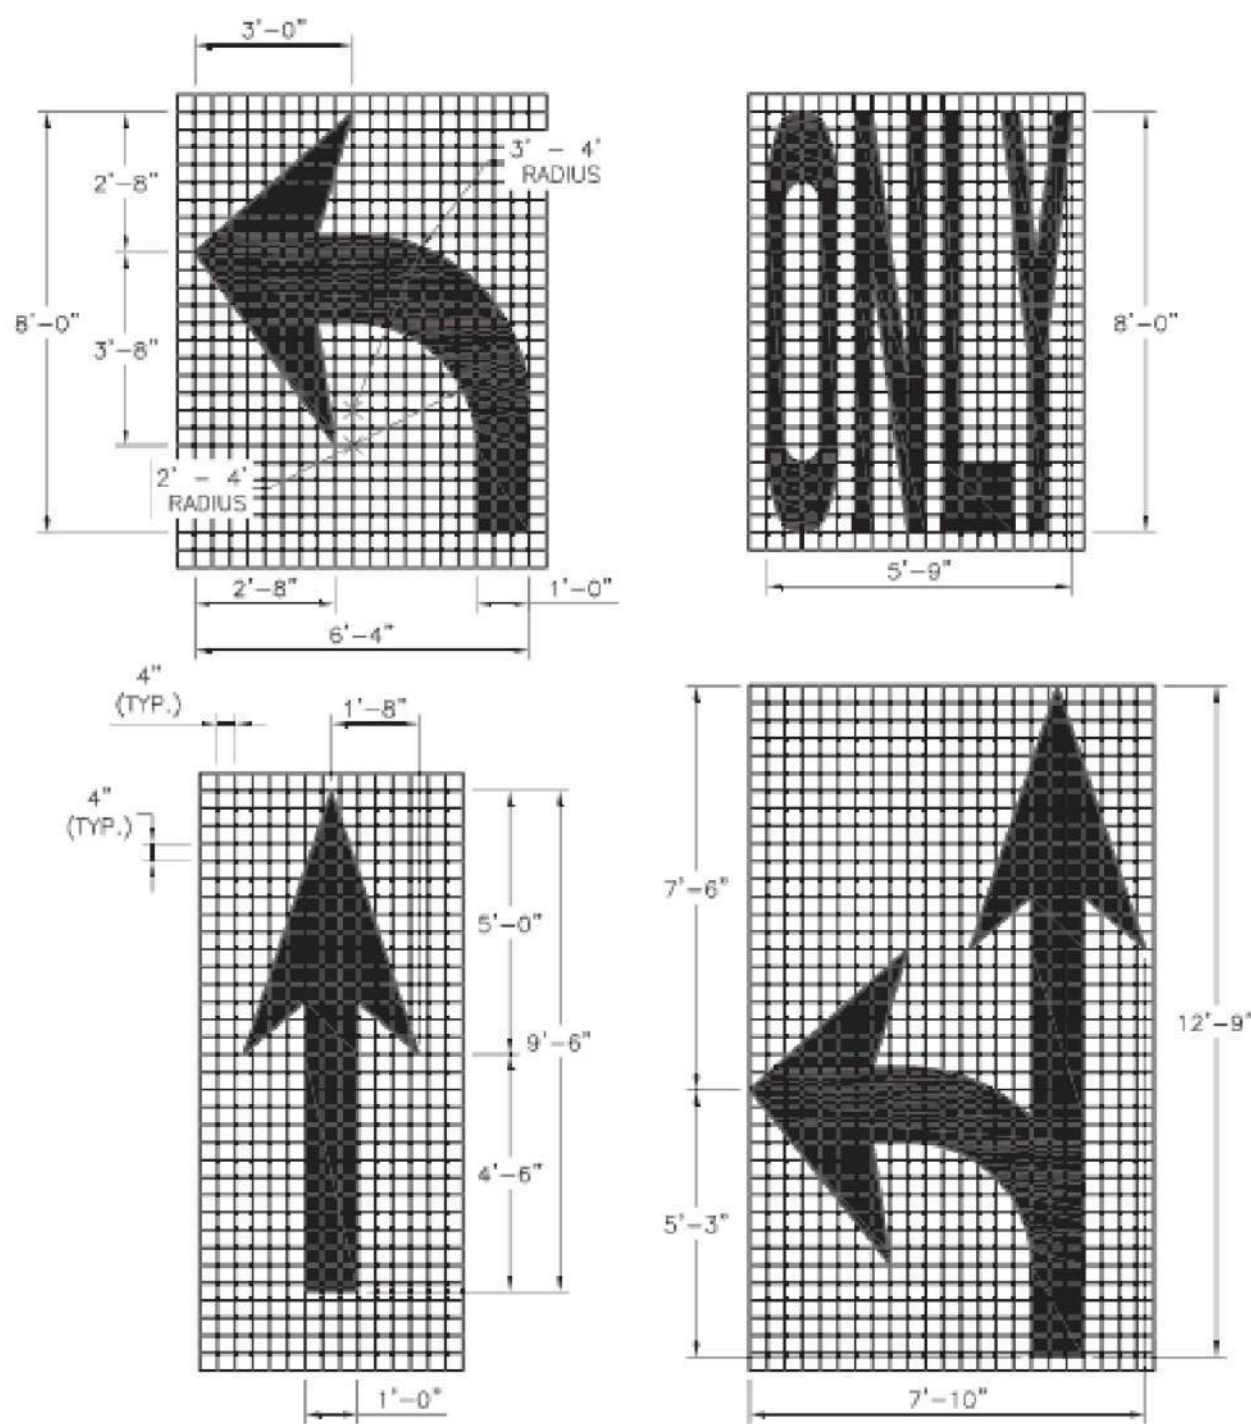 3'-0"
2'-8"
3' - 4'
RADIUS
8'-0"
3'-8"
2' - 4'
RADIUS
2'-8"
1'-0"
6'-4"
ONLY
8'-0"
5'-9"
4"
(TYP.)
1'-8"
4"
(TYP.)
5'-0"
9'-6"
4'-6"
1'-0"
7'-6"
12'-9"
5'-3"
7'-10"